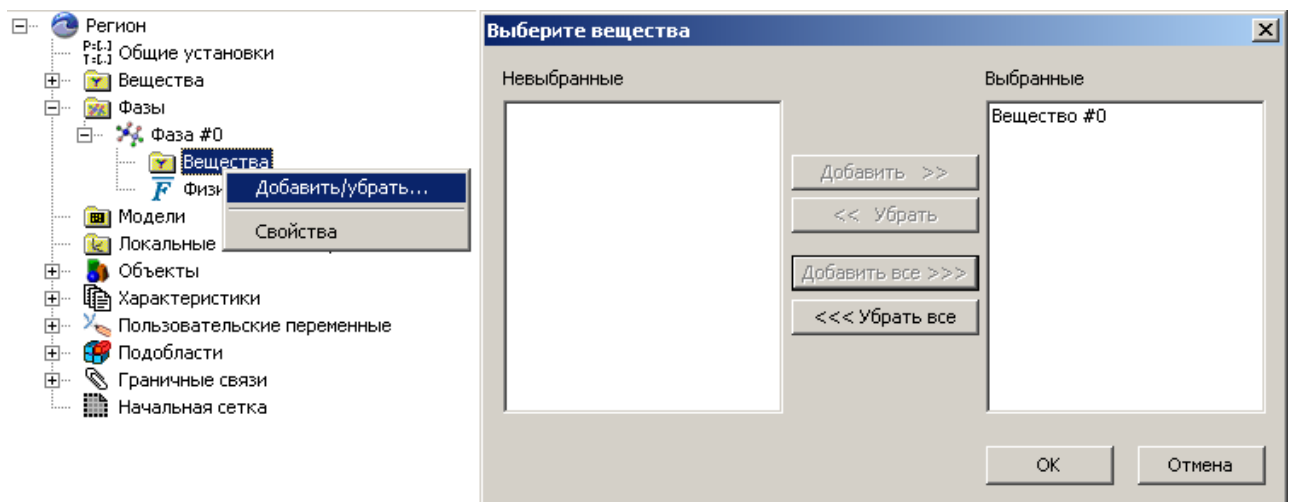 Регион
P:[.] T:[.] Общие установки
Вещества
Фазы
Фаза #0
Вещества
F Физи
Модели
Локальные
Объекты
Характеристики
Пользовательские переменные
Подобласти
Граничные связи
Начальная сетка
Добавить/убрать...
Свойства
Выберите вещества
Невыбранные
Выбранные
Вещество #0
Добавить >>
<< Убрать
Добавить все >>>
<<< Убрать все
OK
Отмена